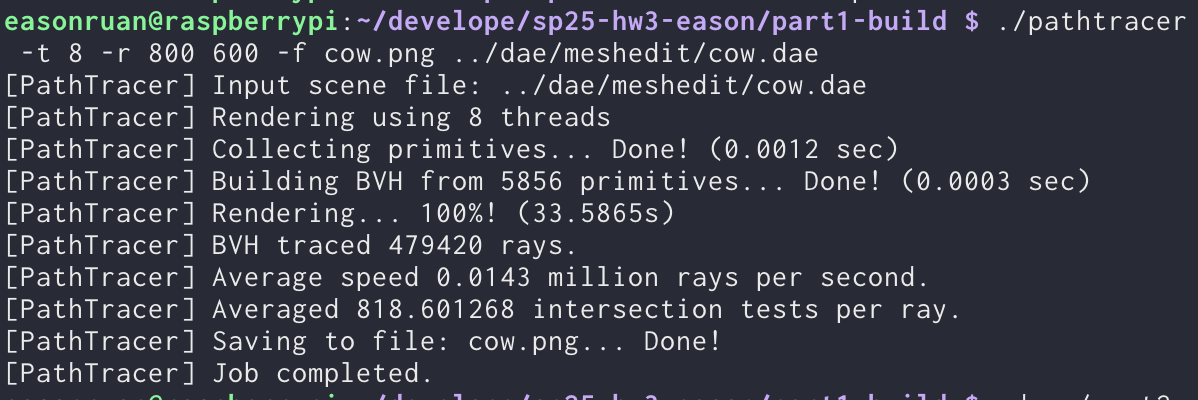 easonruan@raspberrypi:~/develope/sp25-hw3-eason/part1-build $ ./pathtracer
-t 8 -r 800 600 -f cow.png ../dae/meshedit/cow.dae
[PathTracer] Input scene file: ../dae/meshedit/cow.dae
[PathTracer] Rendering using 8 threads
[PathTracer] Collecting primitives... Done! (0.0012 sec)
[PathTracer] Building BVH from 5856 primitives... Done! (0.0003 sec)
[PathTracer] Rendering... 100%! (33.5865s)
[PathTracer] BVH traced 479420 rays.
[PathTracer] Average speed 0.0143 million rays per second.
[PathTracer] Averaged 818.601268 intersection tests per ray.
[PathTracer] Saving to file: cow.png... Done!
[PathTracer] Job completed.